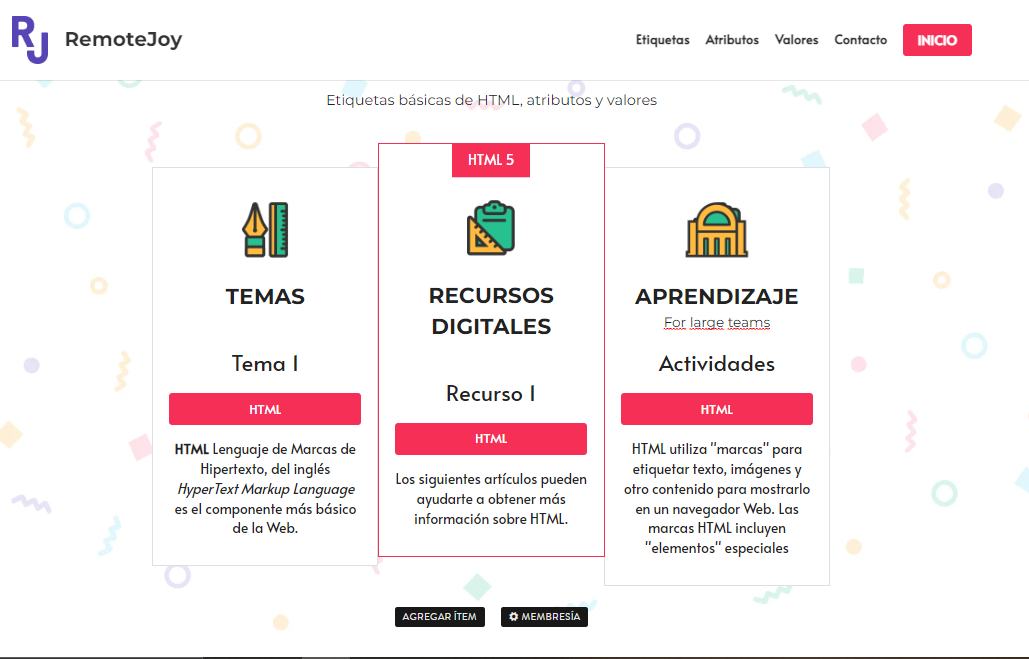 RJ RemoteJoy
Etiquetas Atributos Valores Contacto INICIO
Etiquetas básicas de HTML, atributos y valores
TEMAS
Tema 1
HTML
HTML Lenguaje de Marcas de
Hipertexto, del inglés
HyperText Markup Language
es el componente más básico
de la Web.
HTML 5
RECURSOS
DIGITALES
Recurso 1
HTML
Los siguientes artículos pueden
ayudarte a obtener más
información sobre HTML.
APRENDIZAJE
For large teams
Actividades
HTML
HTML utiliza "marcas" para
etiquetar texto, imágenes y
otro contenido para mostrarlo
en un navegador Web. Las
marcas HTML incluyen
"elementos" especiales
AGREGAR ÍTEM
MEMBRESÍA